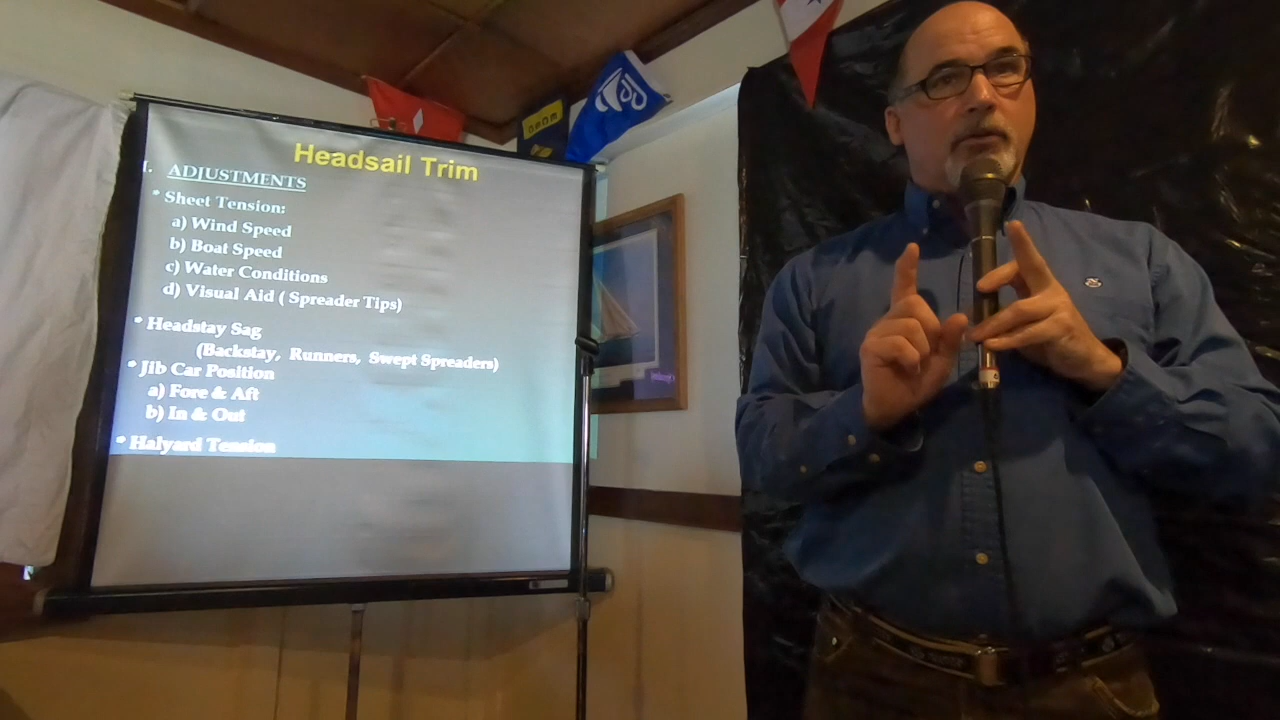 Headsail Trim
I. ADJUSTMENTS
* Sheet Tension:
a) Wind Speed
b) Boat Speed
c) Water Conditions
d) Visual Aid ( Spreader Tips)
* Headstay Sag
(Backstay, Runners, Swept Spreaders)
* Jib Car Position
a) Fore & Aft
b) In & Out
* Halyard Tension